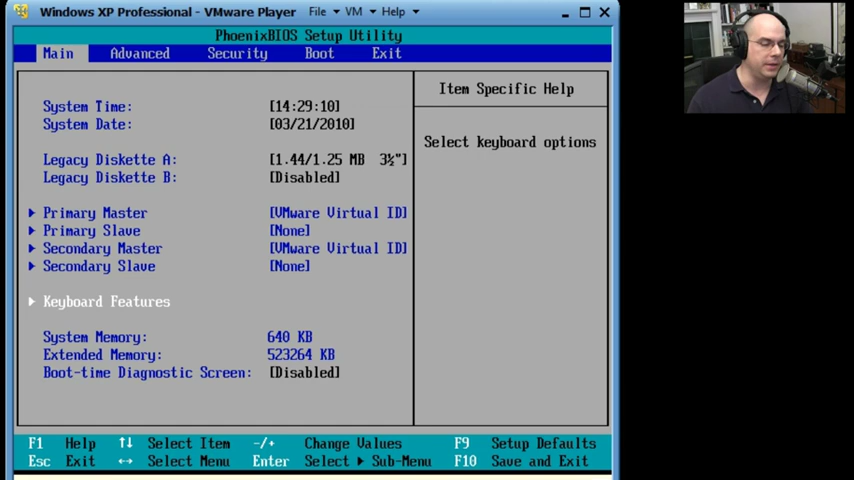 Windows XP Professional - VMware Player File VM Help
PhoenixBIOS Setup Utility
Main Advanced Security Boot Exit
Item Specific Help
System Time: [14:29:10]
System Date: [03/21/2010]
Select keyboard options
Legacy Diskette A: [1.44/1.25 MB 3½"]
Legacy Diskette B: [Disabled]
Primary Master [VMware Virtual ID]
Primary Slave [None]
Secondary Master [VMware Virtual ID]
Secondary Slave [None]
Keyboard Features
System Memory: 640 KB
Extended Memory: 523264 KB
Boot-time Diagnostic Screen: [Disabled]
F1 Help ↑↓ Select Item -/+ Change Values F9 Setup Defaults
Esc Exit ↔ Select Menu Enter Select ▶ Sub-Menu F10 Save and Exit